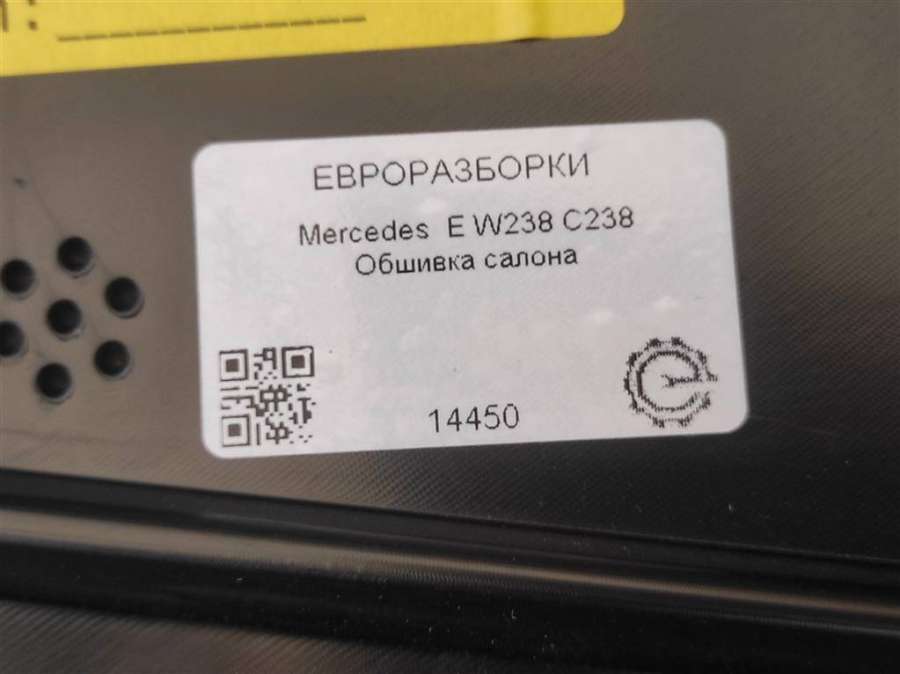 ЕВРОРАЗБОРКИ
Mercedes E W238 C238
Обшивка салона
14450